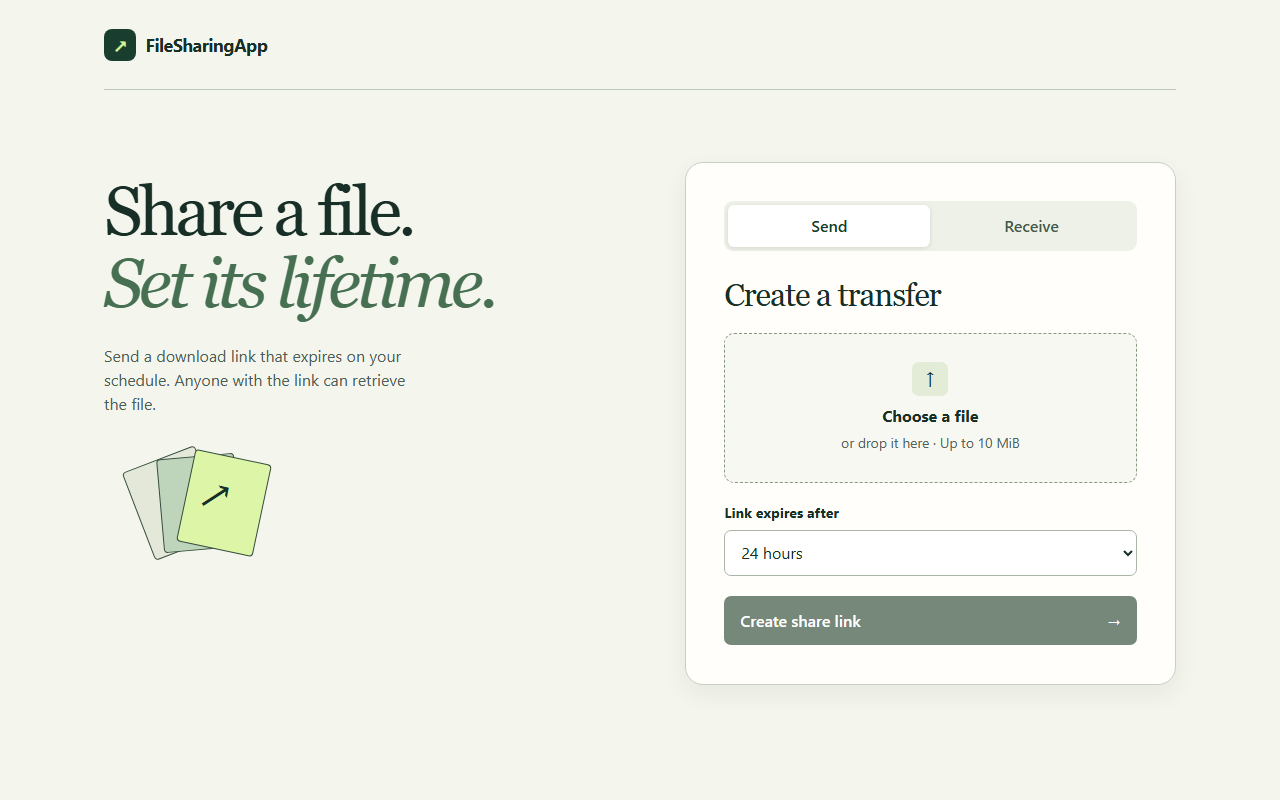 FileSharingApp
Share a file.
Set its lifetime.
Send a download link that expires on your
schedule. Anyone with the link can retrieve
the file.
Send
Receive
Create a transfer
Choose a file
or drop it here · Up to 10 MiB
Link expires after
24 hours
Create share link →